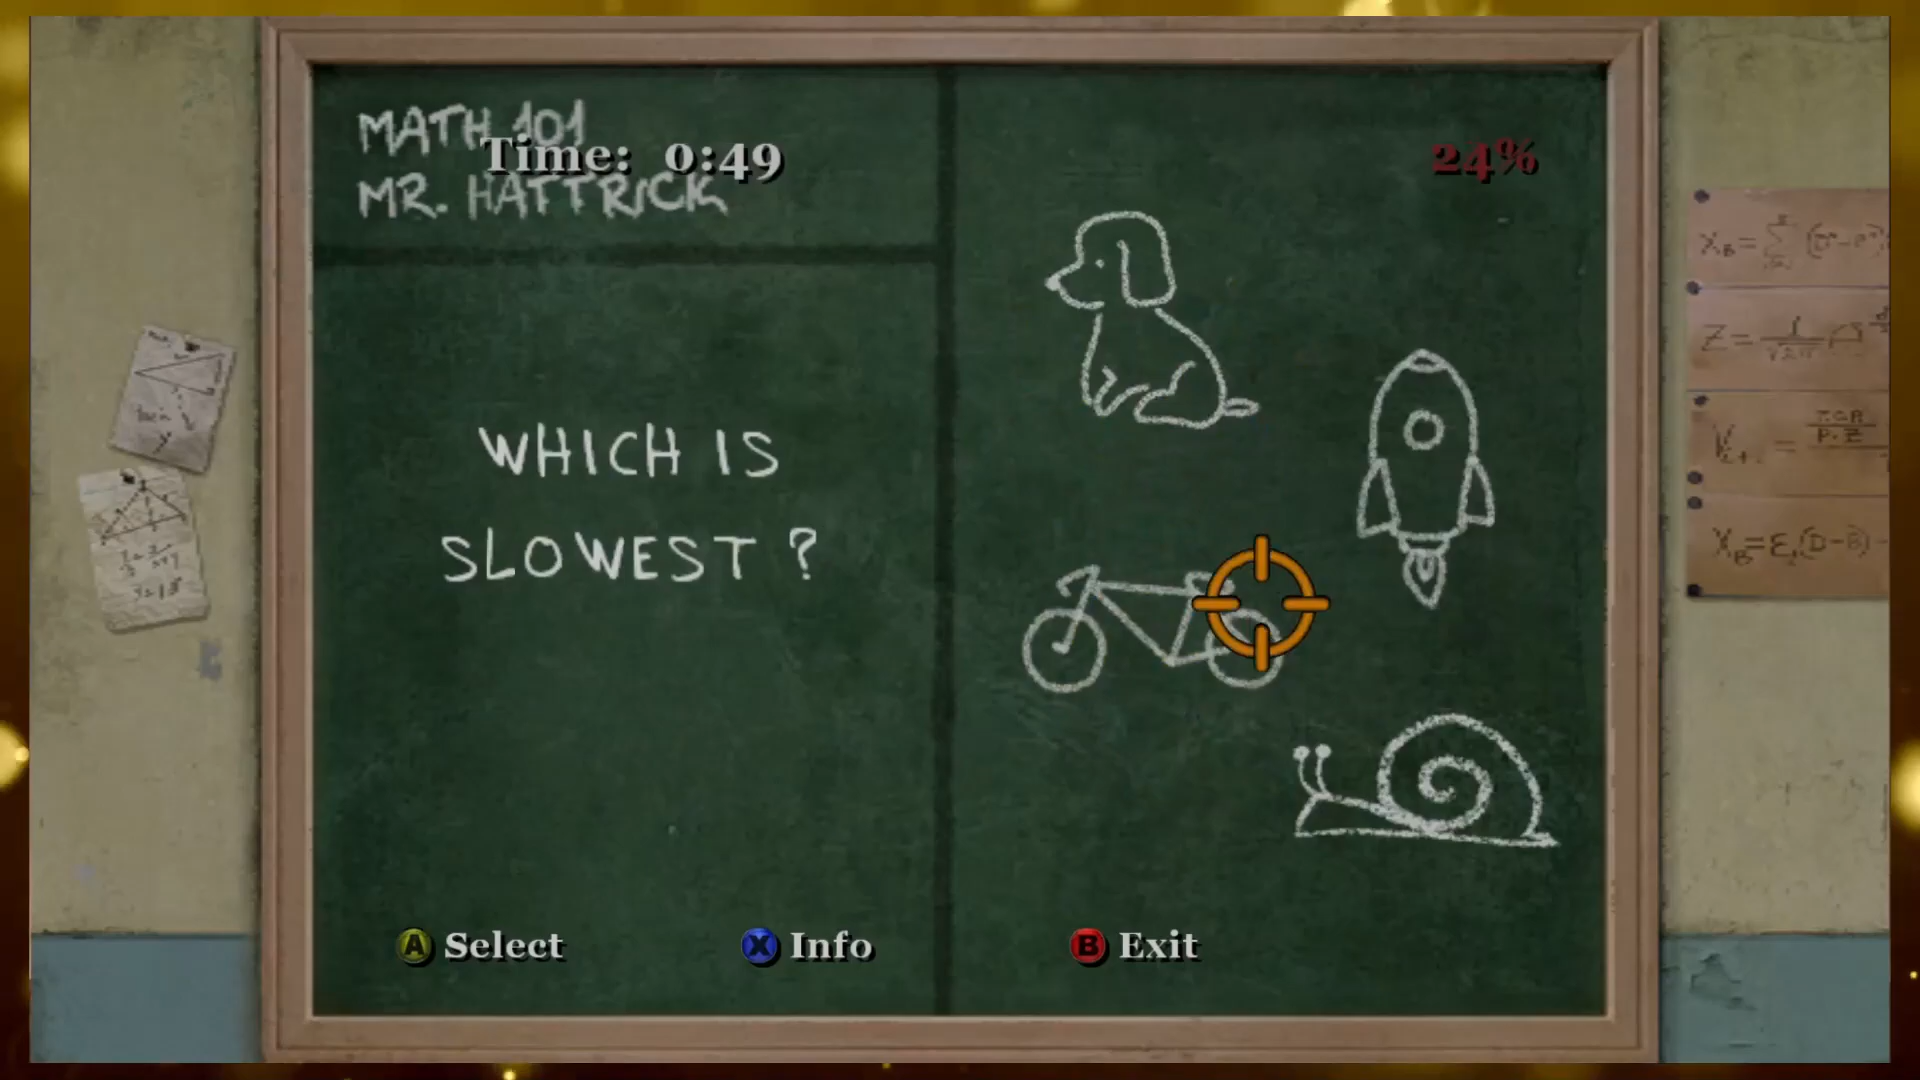 MATH 101
Time: 0:49
24%
MR. HATTRICK
WHICH IS
SLOWEST ?
A Select
X Info
B Exit